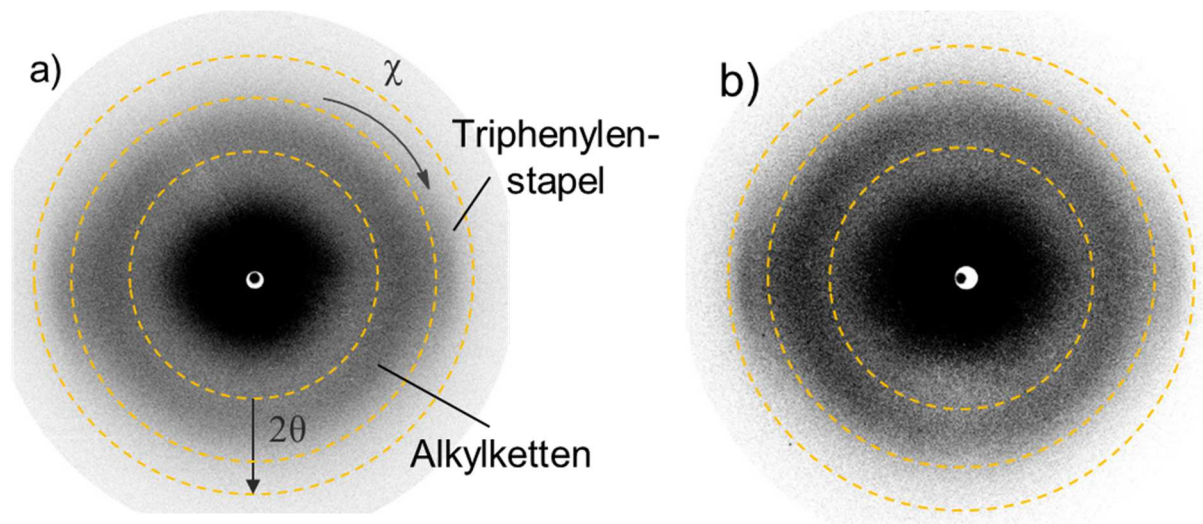 a)
χ
Triphenylen-
stapel
2θ
Alkylketten
b)